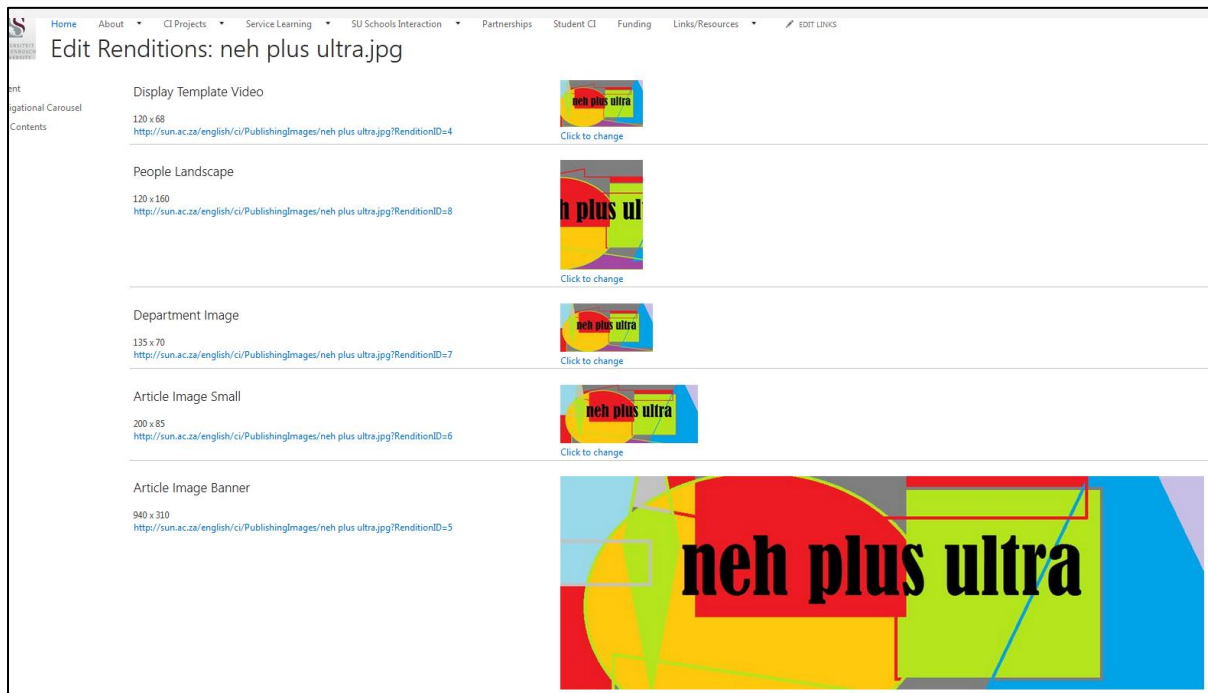 Home About CI Projects Service Learning SU Schools Interaction Partnerships Student CI Funding Links/Resources EDIT LINKS
Edit Renditions: neh plus ultra.jpg
igational Carousel
Contents
Display Template Video
120 x 68
http://sun.ac.za/english/ci/PublishingImages/neh plus ultra.jpg?RenditionID=4
neh plus ultra
Click to change
People Landscape
120 x 160
http://sun.ac.za/english/ci/PublishingImages/neh plus ultra.jpg?RenditionID=8
h plus ul
Click to change
Department Image
135 x 70
http://sun.ac.za/english/ci/PublishingImages/neh plus ultra.jpg?RenditionID=7
neh plus ultra
Click to change
Article Image Small
200 x 85
http://sun.ac.za/english/ci/PublishingImages/neh plus ultra.jpg?RenditionID=6
neh plus ultra
Click to change
Article Image Banner
940 x 310
http://sun.ac.za/english/ci/PublishingImages/neh plus ultra.jpg?RenditionID=5
neh plus ultra